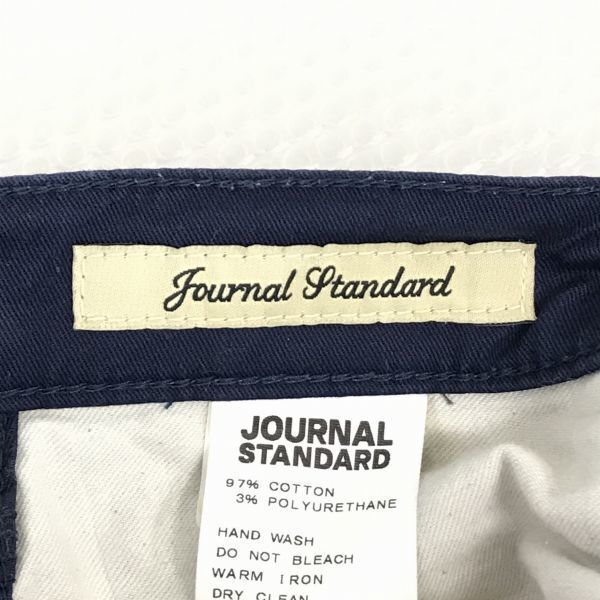 Journal Standard
JOURNAL
STANDARD
97% COTTON
3% POLYURETHANE
HAND WASH
DO NOT BLEACH
WARM IRON
DRY CLEAN